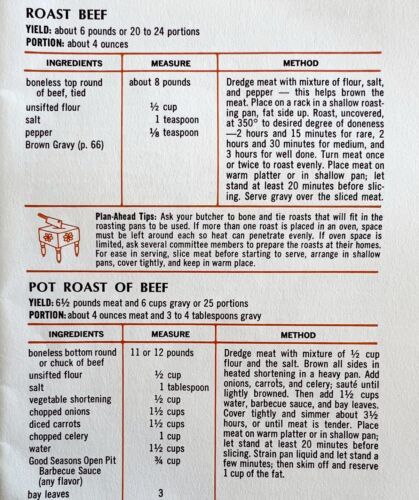 ROAST BEEF
YIELD: about 6 pounds or 20 to 24 portions
PORTION: about 4 ounces
INGREDIENTS MEASURE METHOD
boneless top round about 8 pounds
of beef, tied
unsifted flour ½ cup
salt 1 teaspoon
pepper ⅛ teaspoon
Brown Gravy (p. 66)
Dredge meat with mixture of flour, salt,
and pepper — this helps brown the
meat. Place on a rack in a shallow roast-
ing pan, fat side up. Roast, uncovered,
at 350° to desired degree of doneness
—2 hours and 15 minutes for rare, 2
hours and 30 minutes for medium, and
3 hours for well done. Turn meat once
or twice to roast evenly. Place meat on
warm platter or in shallow pan; let
stand at least 20 minutes before slic-
ing. Serve gravy over the sliced meat.
Plan-Ahead Tips: Ask your butcher to bone and tie roasts that will fit in the
roasting pans to be used. If more than one roast is placed in an oven, space
must be left around each so heat can penetrate evenly. If oven space is
limited, ask several committee members to prepare the roasts at their homes.
For ease in serving, slice meat before starting to serve, arrange in shallow
pans, cover tightly, and keep in warm place.
POT ROAST OF BEEF
YIELD: 6½ pounds meat and 6 cups gravy or 25 portions
PORTION: about 4 ounces meat and 3 to 4 tablespoons gravy
INGREDIENTS MEASURE METHOD
boneless bottom round 11 or 12 pounds
or chuck of beef
unsifted flour ½ cup
salt 1 tablespoon
vegetable shortening ½ cup
chopped onions 1½ cups
diced carrots 1½ cups
chopped celery 1 cup
water 1½ cups
Good Seasons Open Pit ¾ cup
Barbecue Sauce
(any flavor)
bay leaves 3
Dredge meat with mixture of ½ cup
flour and the salt. Brown all sides in
heated shortening in a heavy pan. Add
onions, carrots, and celery; sauté until
lightly browned. Then add 1½ cups
water, barbecue sauce, and bay leaves.
Cover tightly and simmer about 3½
hours, or until meat is tender. Place
meat on warm platter or in shallow pan;
let stand at least 20 minutes before slic-
ing. Strain pan liquid and let stand a
few minutes; then skim off and reserve
1 cup of the fat.